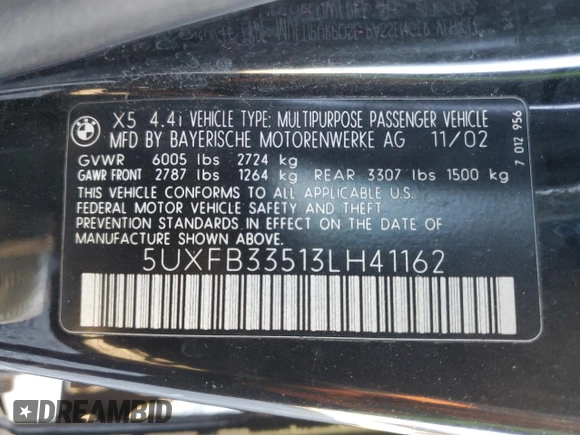 X5 4.4i VEHICLE TYPE: MULTIPURPOSE PASSENGER VEHICLE
MFD BY BAYERISCHE MOTORENWERKE AG 11/02
GVWR 6005 lbs 2724 kg
GAWR FRONT 2787 lbs 1264 kg REAR 3307 lbs 1500 kg
THIS VEHICLE CONFORMS TO ALL APPLICABLE U.S.
FEDERAL MOTOR VEHICLE SAFETY AND THEFT
PREVENTION STANDARDS IN EFFECT ON THE DATE OF
MANUFACTURE SHOWN ABOVE.
5UXFB33513LH41162
7 012 956
DREAMBID